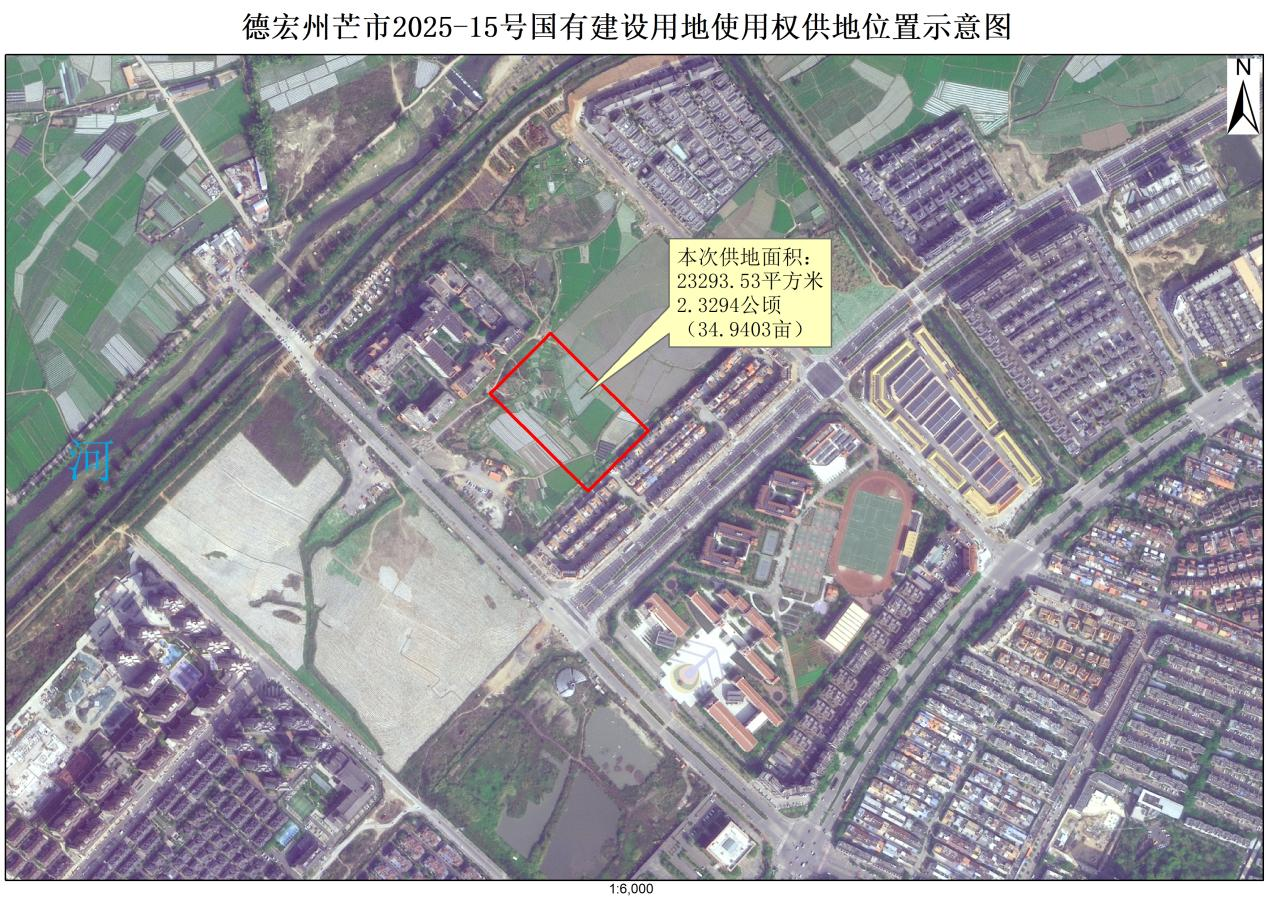 德宏州芒市2025-15号国有建设用地使用权供地位置示意图
N
本次供地面积：
23293.53平方米
2.3294公顷
（34.9403亩）
河
1:6,000